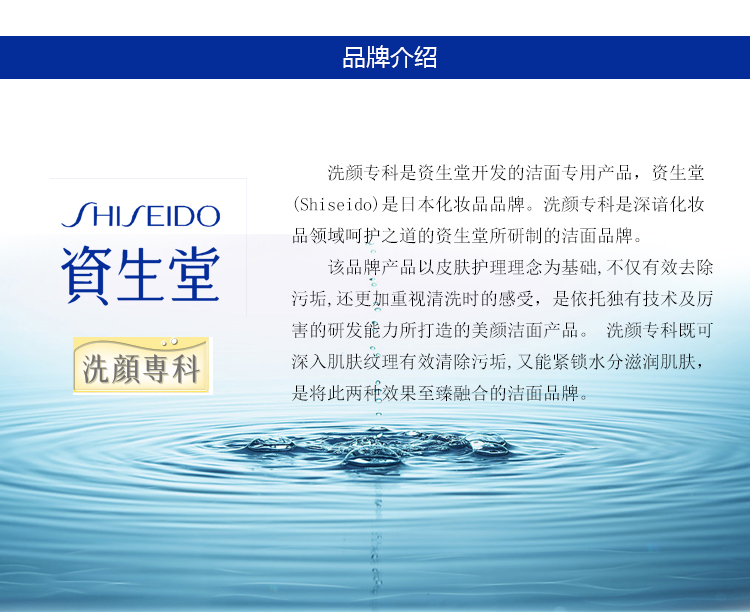 品牌介绍
SHISEIDO
資生堂
洗顔専科
洗颜专科是资生堂开发的洁面专用产品，资生堂
(Shiseido)是日本化妆品品牌。洗颜专科是深谙化妆
品领域呵护之道的资生堂所研制的洁面品牌。
该品牌产品以皮肤护理理念为基础,不仅有效去除
污垢,还更加重视清洗时的感受，是依托独有技术及厉
害的研发能力所打造的美颜洁面产品。 洗颜专科既可
深入肌肤纹理有效清除污垢,又能紧锁水分滋润肌肤，
是将此两种效果至臻融合的洁面品牌。